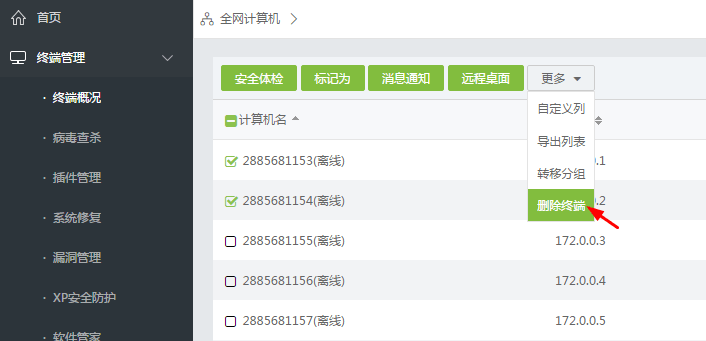 首页
全网计算机
终端管理
终端概况
病毒查杀
插件管理
系统修复
漏洞管理
XP安全防护
软件管家
安全体检 标记为 消息通知 远程桌面 更多
自定义列
导出列表
转移分组
删除终端
计算机名
2885681153(离线) 0.1
2885681154(离线) 0.2
2885681155(离线) 172.0.0.3
2885681156(离线) 172.0.0.4
2885681157(离线) 172.0.0.5